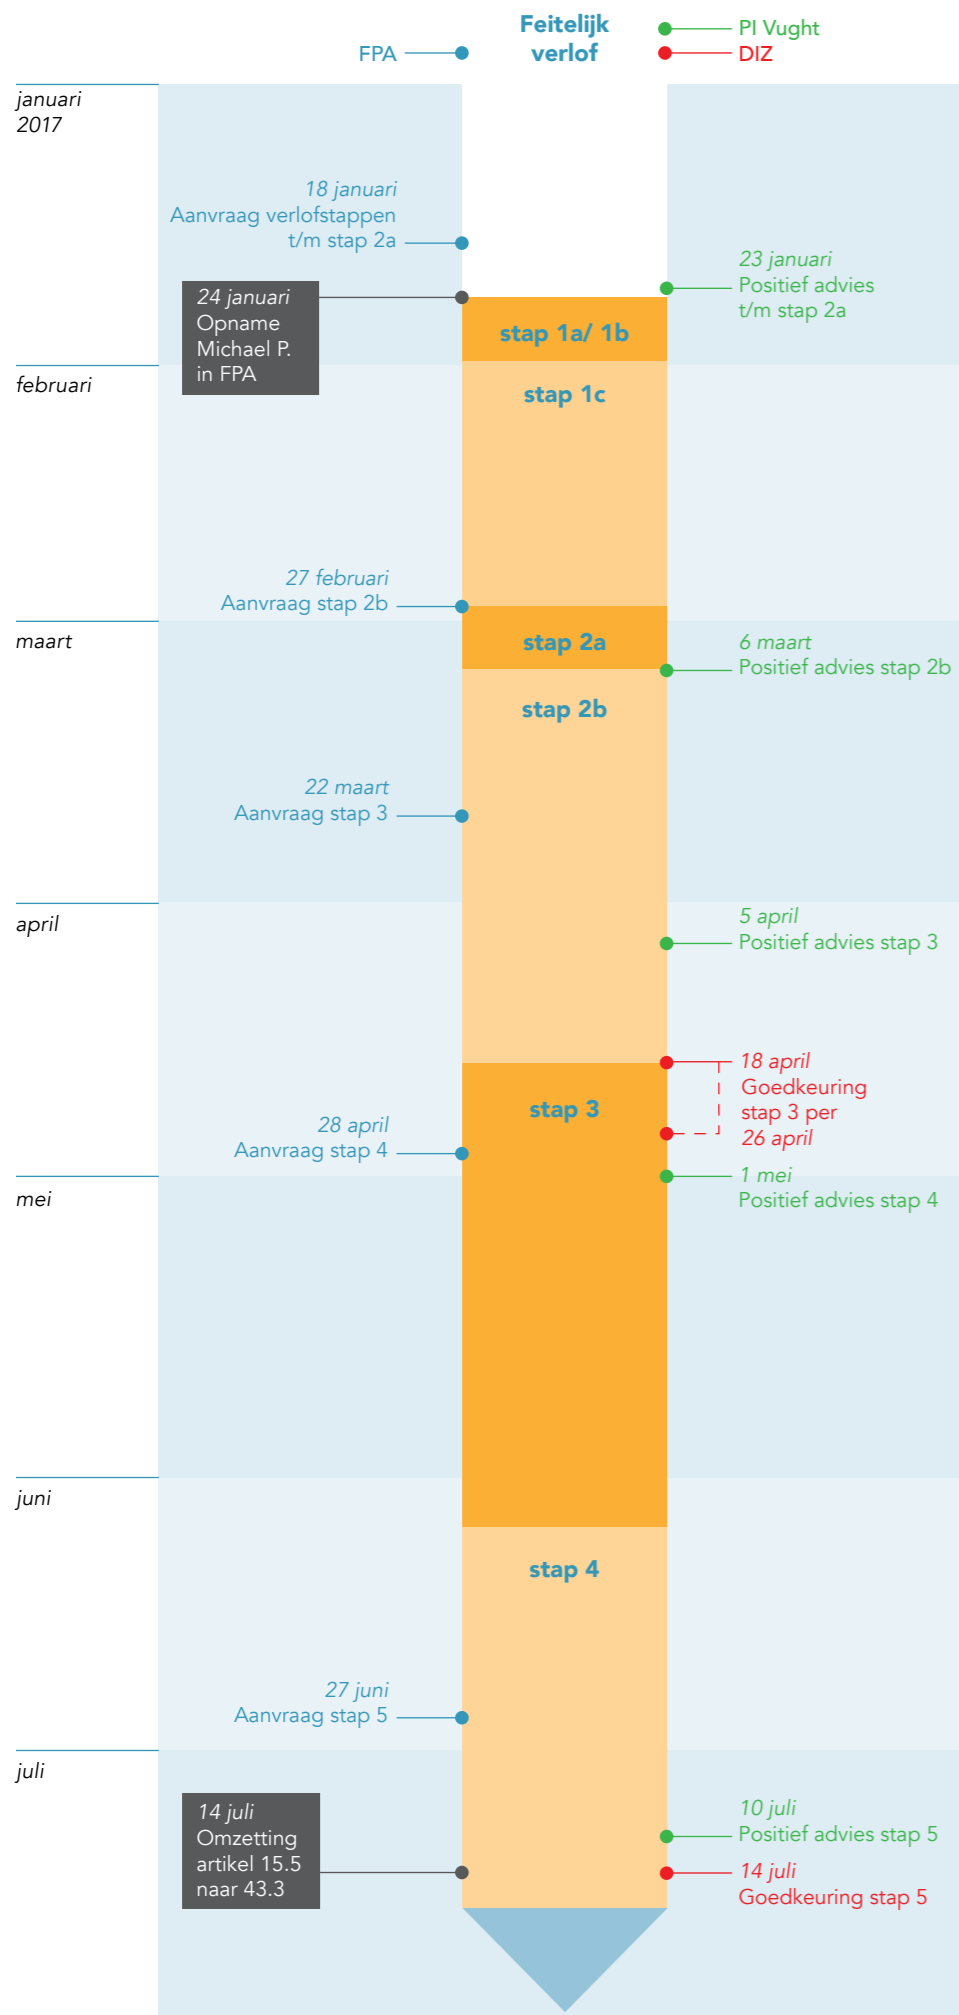 Feitelijk
verlof
FPA
PI Vught
DIZ
januari
2017
18 januari
Aanvraag verlofstappen
t/m stap 2a
23 januari
Positief advies
t/m stap 2a
24 januari
Opname
Michael P.
in FPA
stap 1a/ 1b
februari
stap 1c
27 februari
Aanvraag stap 2b
maart
stap 2a
6 maart
Positief advies stap 2b
stap 2b
22 maart
Aanvraag stap 3
april
5 april
Positief advies stap 3
18 april
Goedkeuring
stap 3 per
26 april
stap 3
28 april
Aanvraag stap 4
mei
1 mei
Positief advies stap 4
juni
stap 4
27 juni
Aanvraag stap 5
juli
14 juli
Omzetting
artikel 15.5
naar 43.3
10 juli
Positief advies stap 5
14 juli
Goedkeuring stap 5